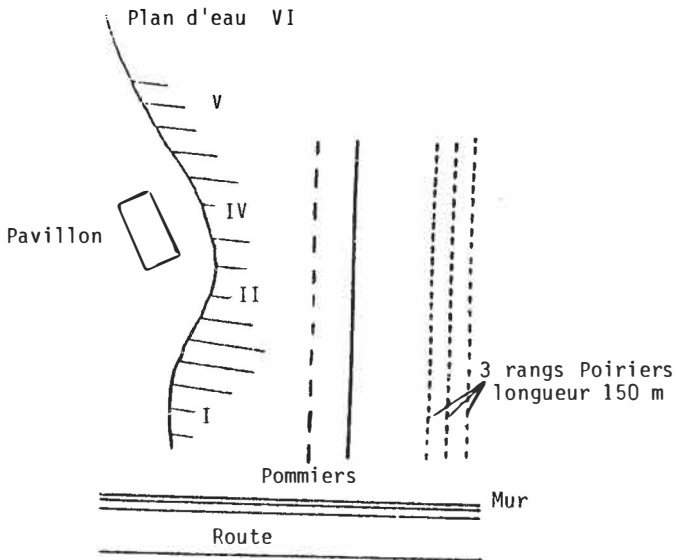 Plan d'eau VI
V
IV
Pavillon
II
3 rangs Poiriers
longueur 150 m
I
Pommiers
Mur
Route